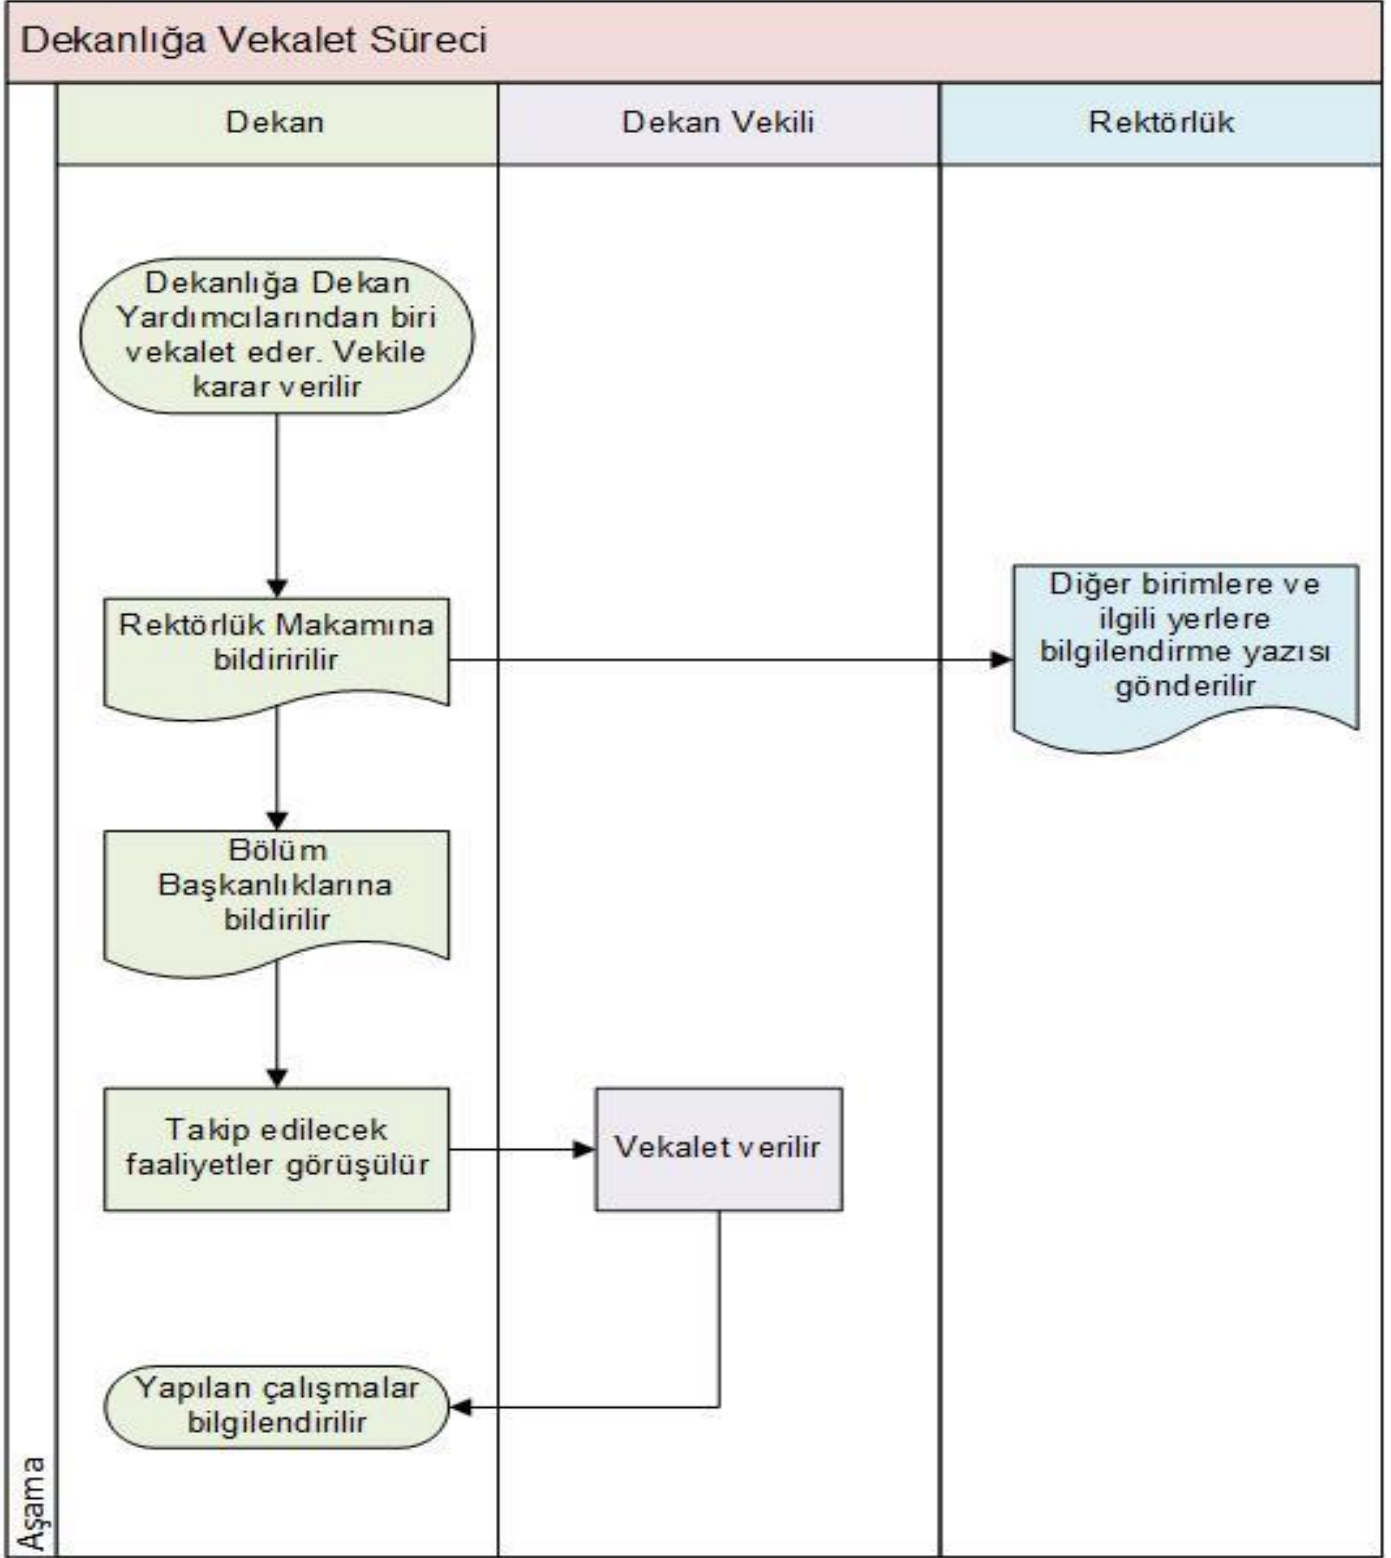 Dekanlığa Vekalet Süreci
Dekan
Dekan Vekili
Rektörlük
Dekanlığa Dekan
Yardımcılarından biri
vekalet eder. Vekile
karar verilir
Rektörlük Makamına
bildiririlir
Diğer birimlere ve
ilgili yerlere
bilgilendirme yazısı
gönderilir
Bölüm
Başkanlıklarına
bildirilir
Takip edilecek
faaliyetler görüşülür
Vekalet verilir
Yapılan çalışmalar
bilgilendirilir
Aşama